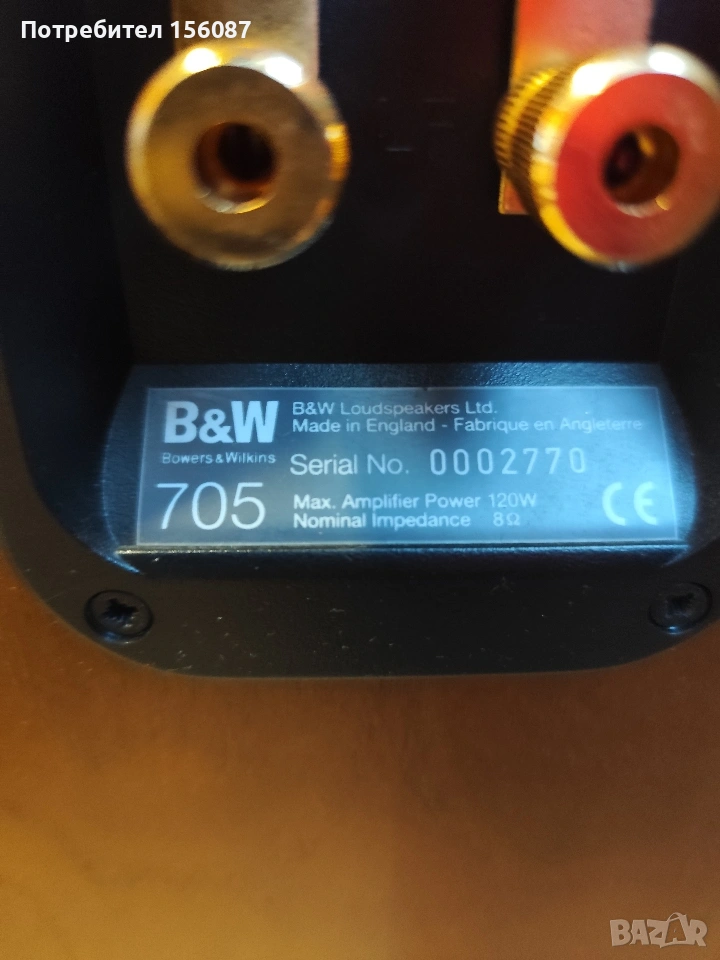 Потребител 156087
B&W
Bowers & Wilkins
705
B&W Loudspeakers Ltd.
Made in England - Fabrique en Angleterre
Serial No. 0002770
Max. Amplifier Power 120W
Nominal Impedance 8Ω
CE
BAZAR